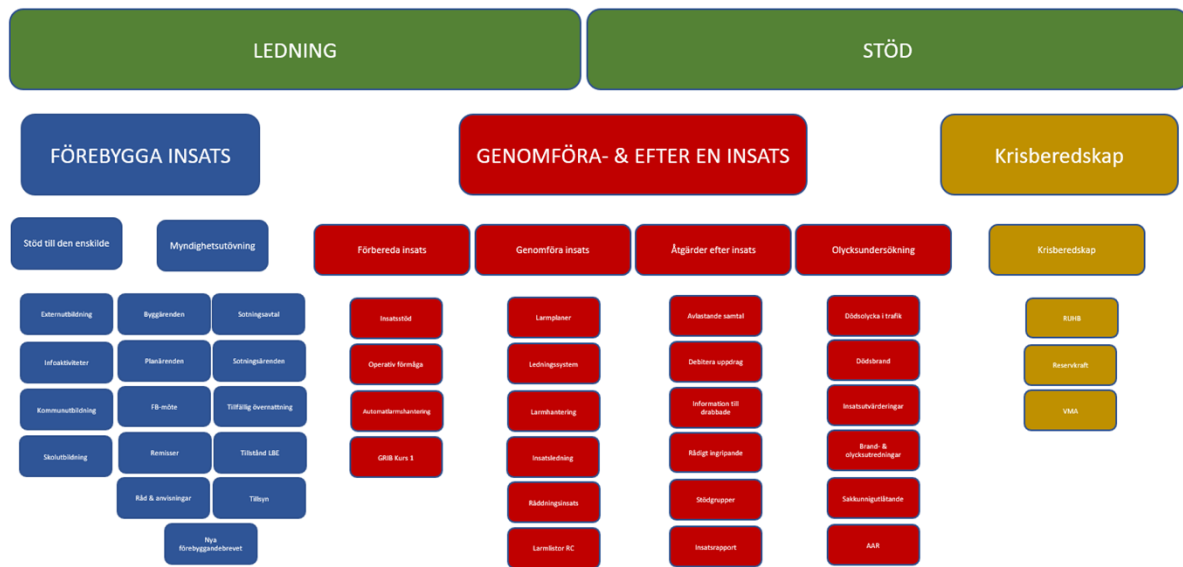 LEDNING
STÖD
FÖREBYGGA INSATS
GENOMFÖRA- & EFTER EN INSATS
Krisberedskap
Stöd till den enskilde
Myndighetsutövning
Förbereda insats
Genomföra insats
Åtgärder efter insats
Olycksundersökning
Krisberedskap
Externutbildning
Infoaktiviteter
Kommunutbildning
Skolutbildning
Byggärenden
Planärenden
FB-möte
Remisser
Råd & anvisningar
Sotningsavtal
Sotningsärenden
Tillfällig övernattning
Tillstånd LBE
Tillsyn
Nya
förebyggandebrevet
Insatsstöd
Operativ förmåga
Automatlarmshantering
GRIB Kurs 1
Larmplaner
Ledningssystem
Larmhantering
Insatsledning
Räddningsinsats
Larmlistor RC
Avlastande samtal
Debitera uppdrag
Information till
drabbade
Rådigt ingripande
Stödgrupper
Insatsrapport
Dödsolycka i trafik
Dödsbrand
Insatsutvärderingar
Brand- &
olycksutredningar
Sakkunnigutlåtande
AAR
RUHB
Reservkraft
VMA